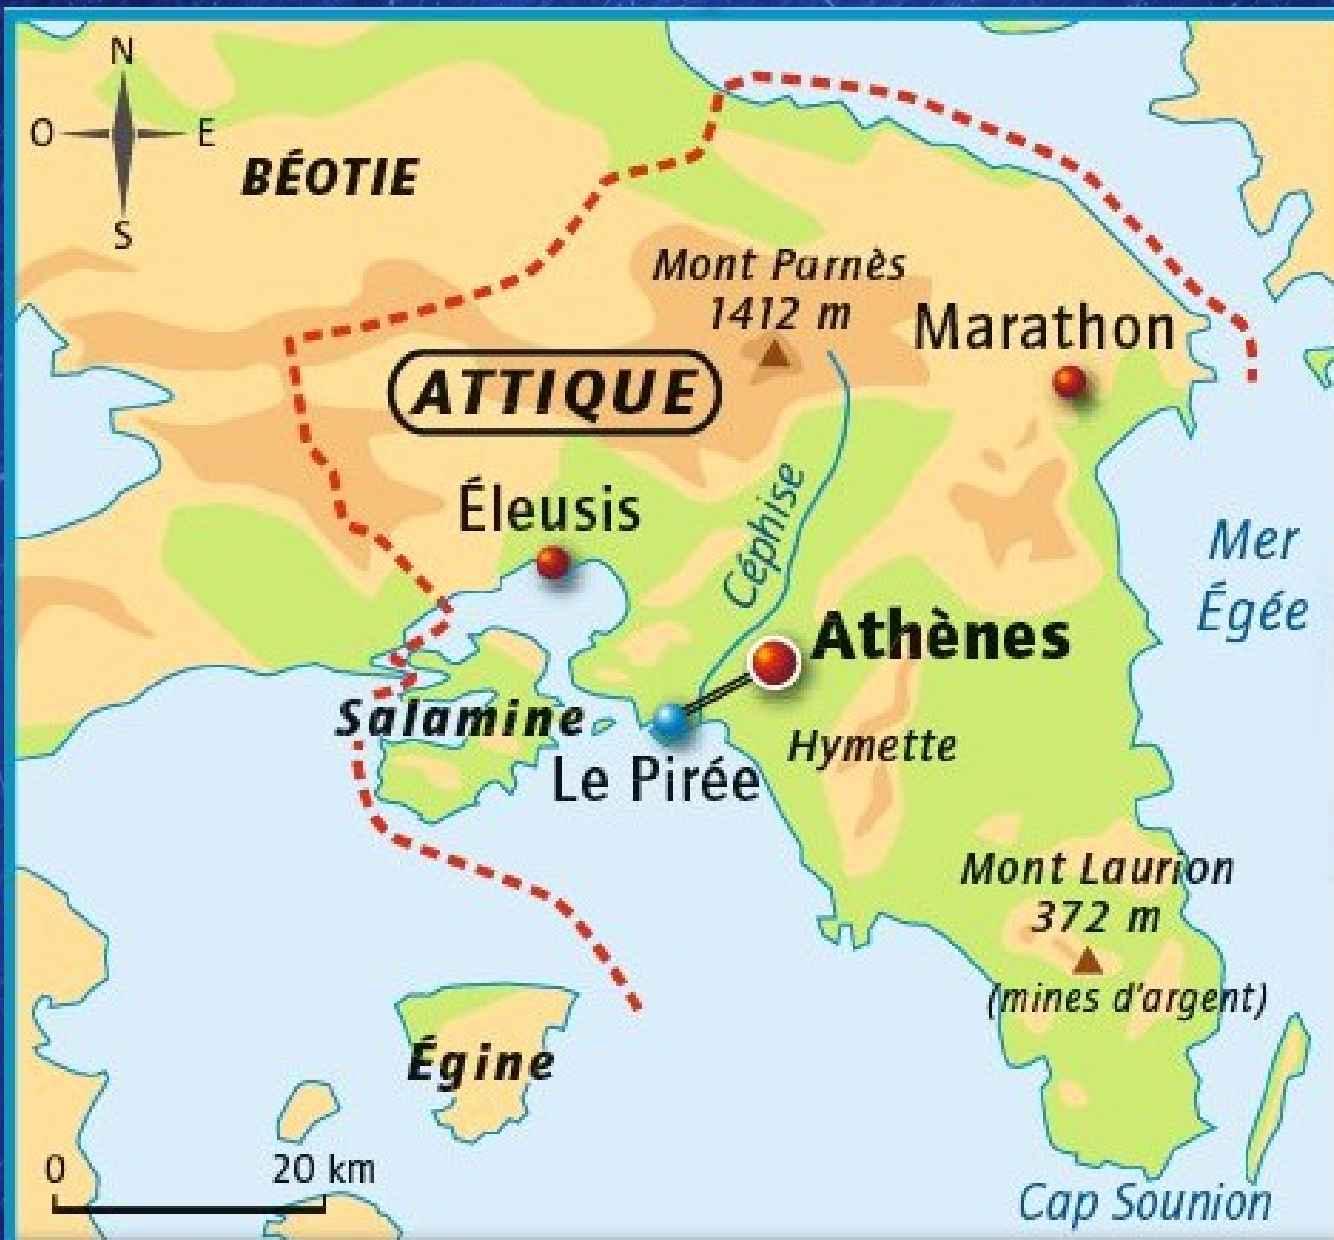 N
O
E
S
BÉOTIE
Mont Parnès
1412 m
Marathon
ATTIQUE
Éleusis
Céphise
Mer
Égée
Athènes
Salamine
Hymette
Le Pirée
Mont Laurion
372 m
(mines d'argent)
Égine
0
20 km
Cap Sounion